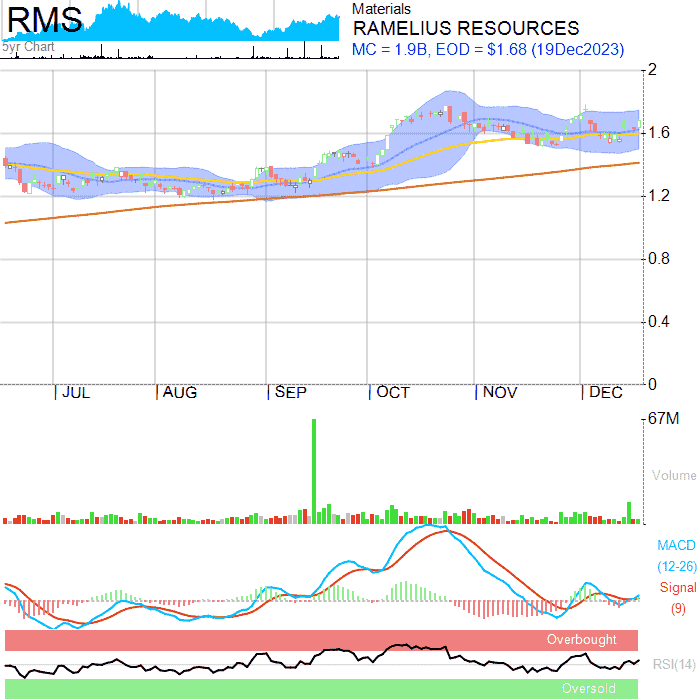 RMS
5yr Chart
Materials
RAMELIUS RESOURCES
MC = 1.9B, EOD = $1.68 (19Dec2023)
2
1.6
1.2
0.8
0.4
0
JUL AUG SEP OCT NOV DEC
67M
Volume
MACD
(12-26)
Signal
(9)
Overbought
RSI(14)
Oversold